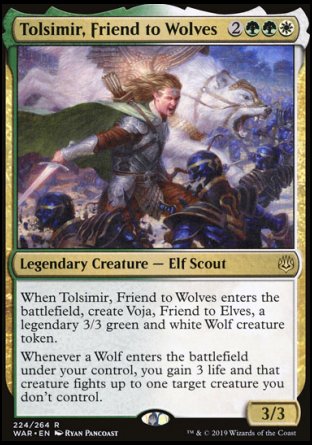 Tolsimir, Friend to Wolves 2
Legendary Creature — Elf Scout
When Tolsimir, Friend to Wolves enters the
battlefield, create Voja, Friend to Elves, a
legendary 3/3 green and white Wolf creature
token.
Whenever a Wolf enters the battlefield
under your control, you gain 3 life and that
creature fights up to one target creature you
don't control.
3/3
224/264 R
WAR • EN Ryan Pancoast
™ & © 2019 Wizards of the Coast